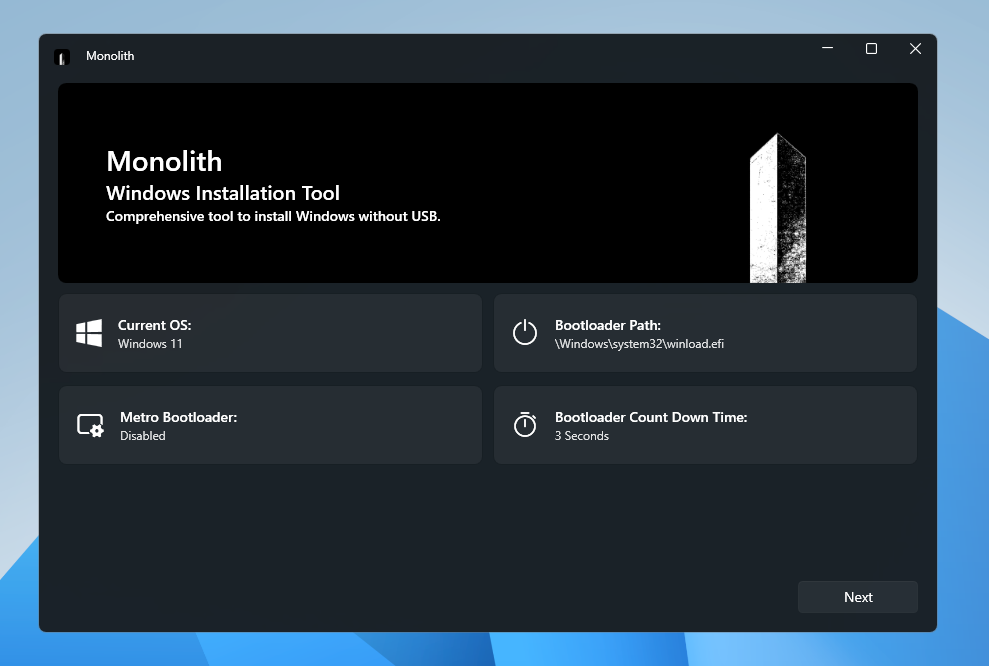 Monolith
Monolith
Windows Installation Tool
Comprehensive tool to install Windows without USB.
Current OS:
Windows 11
Bootloader Path:
\Windows\system32\winload.efi
Metro Bootloader:
Disabled
Bootloader Count Down Time:
3 Seconds
Next